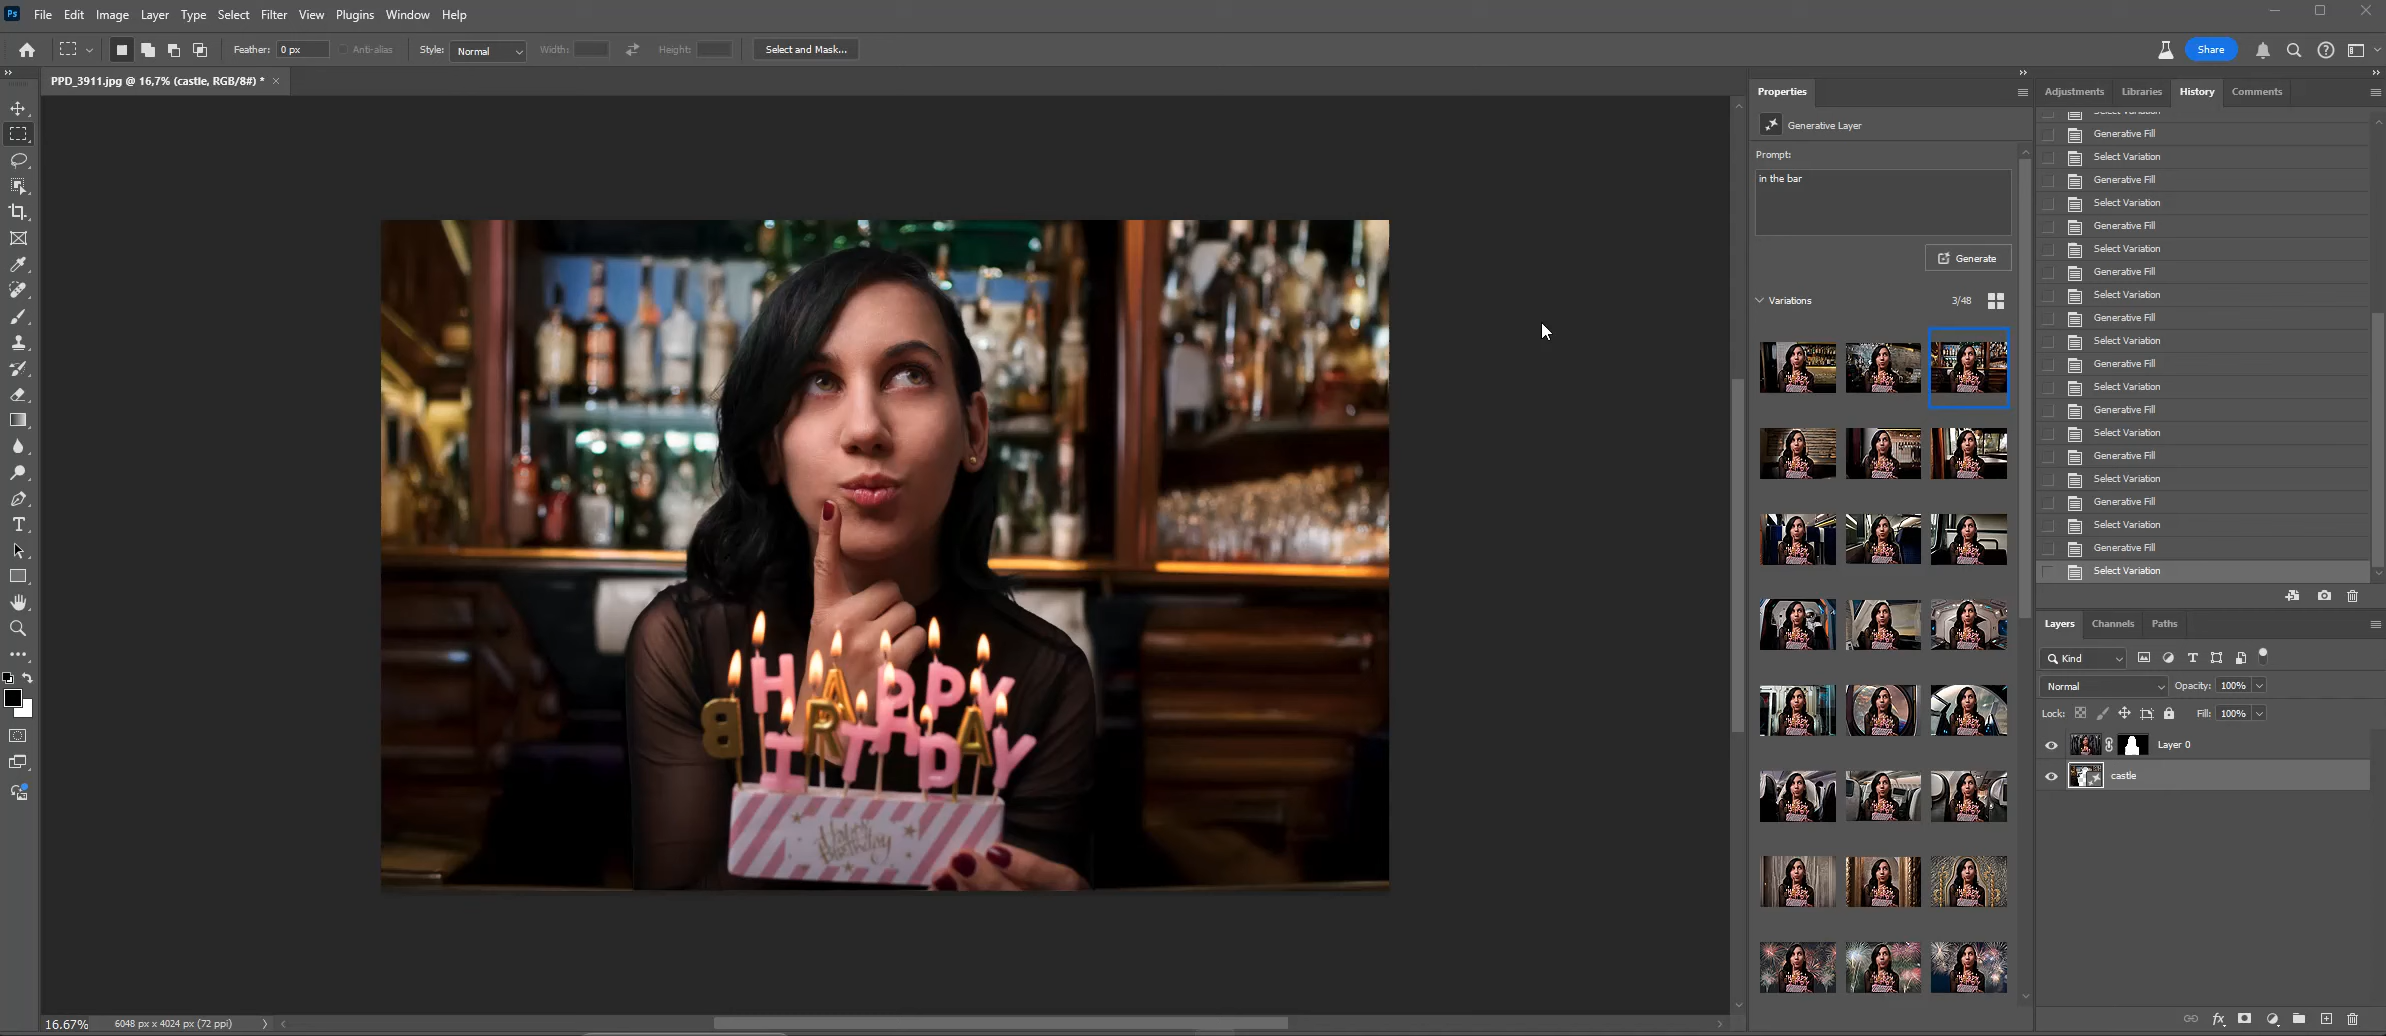 Ps File Edit Image Layer Type Select Filter View Plugins Window Help
Feather: 0 px Anti-alias Style: Normal Width: Height: Select and Mask... Share
PPD_3911.jpg @ 16,7% (castle, RGB/8#) *
Properties
Generative Layer
Prompt:
in the bar
Generate
Variations 3/48
Adjustments Libraries History Comments
Select Variation
Generative Fill
Select Variation
Generative Fill
Select Variation
Generative Fill
Select Variation
Generative Fill
Select Variation
Generative Fill
Select Variation
Generative Fill
Select Variation
Generative Fill
Select Variation
Generative Fill
Select Variation
Generative Fill
Select Variation
Generative Fill
Select Variation
Layers Channels Paths
Kind
Normal Opacity: 100%
Lock: Fill: 100%
Layer 0
castle
HAPPY
BIRTHDAY
Happy
Birthday
16.67% 6048 px x 4024 px (72 ppi)